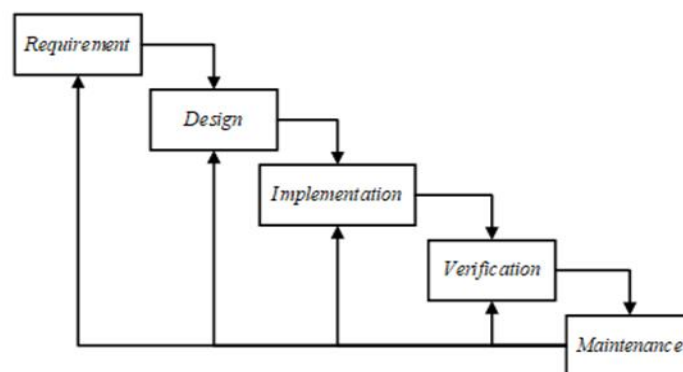 Requirement
Design
Implementation
Verification
Maintenance